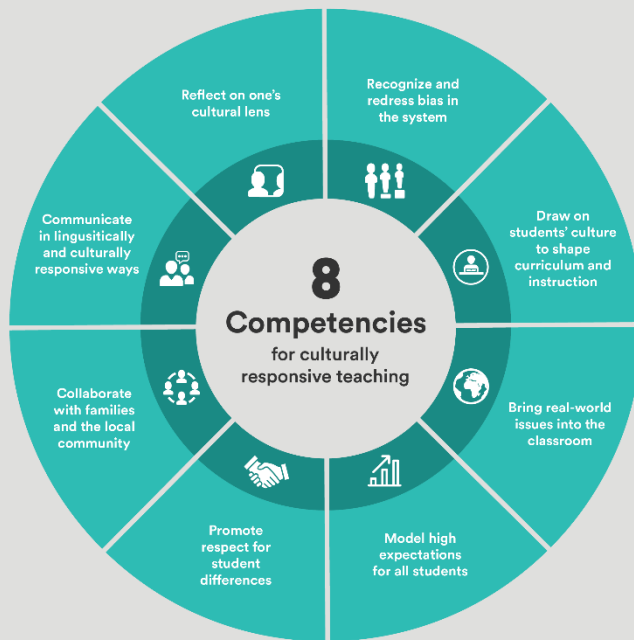 8
Competencies
for culturally
responsive teaching
Reflect on one's
cultural lens
Recognize and
redress bias in
the system
Draw on
students' culture
to shape
curriculum and
instruction
Bring real-world
issues into the
classroom
Model high
expectations
for all students
Promote
respect for
student
differences
Collaborate
with families
and the local
community
Communicate
in lingusitically
and culturally
responsive ways